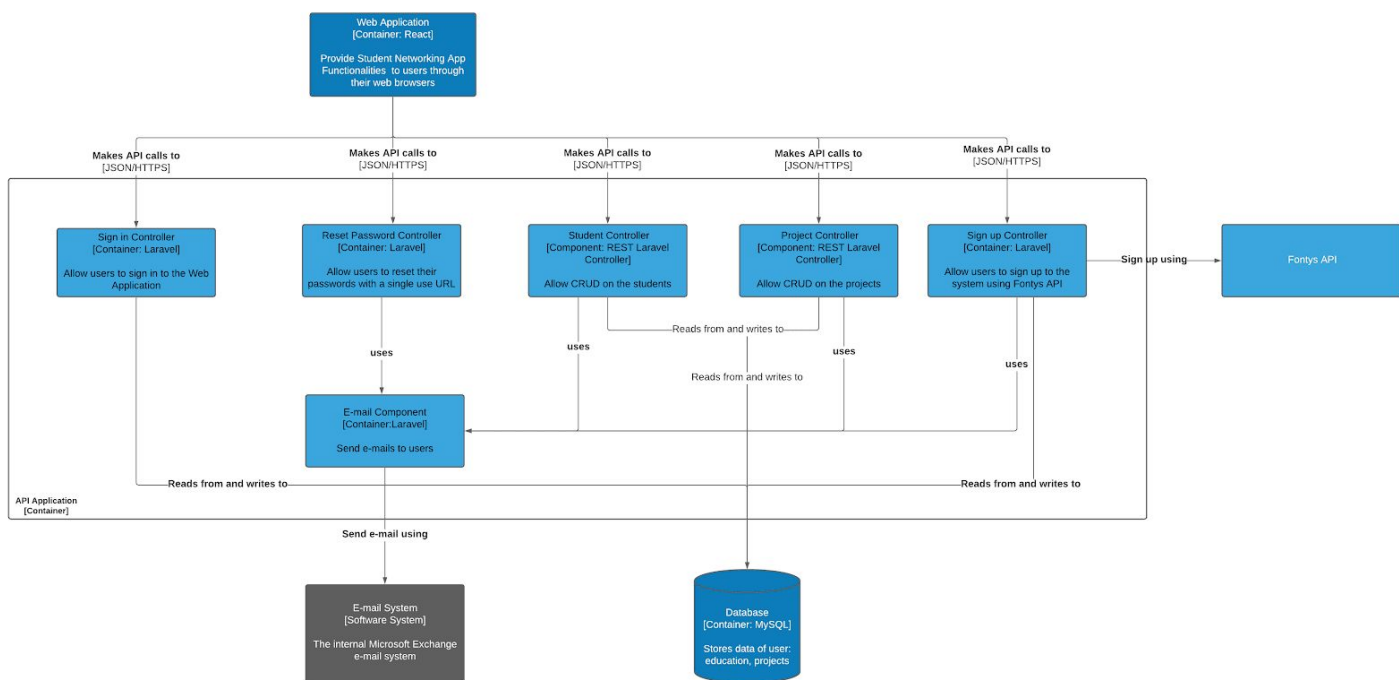 Web Application
[Container: React]
Provide Student Networking App
Functionalities to users through
their web browsers
Makes API calls to
[JSON/HTTPS]
Makes API calls to
[JSON/HTTPS]
Makes API calls to
[JSON/HTTPS]
Makes API calls to
[JSON/HTTPS]
Makes API calls to
[JSON/HTTPS]
Sign in Controller
[Container: Laravel]
Allow users to sign in to the Web
Application
Reset Password Controller
[Container: Laravel]
Allow users to reset their
passwords with a single use URL
Student Controller
[Component: REST Laravel
Controller]
Allow CRUD on the students
Project Controller
[Component: REST Laravel
Controller]
Allow CRUD on the projects
Sign up Controller
[Container: Laravel]
Allow users to sign up to the
system using Fontys API
Sign up using
Fontys API
Reads from and writes to
uses
uses
uses
uses
Reads from and writes to
E-mail Component
[Container:Laravel]
Send e-mails to users
Reads from and writes to
Reads from and writes to
API Application
[Container]
Send e-mail using
E-mail System
[Software System]
The internal Microsoft Exchange
e-mail system
Database
[Container: MySQL]
Stores data of user:
education, projects